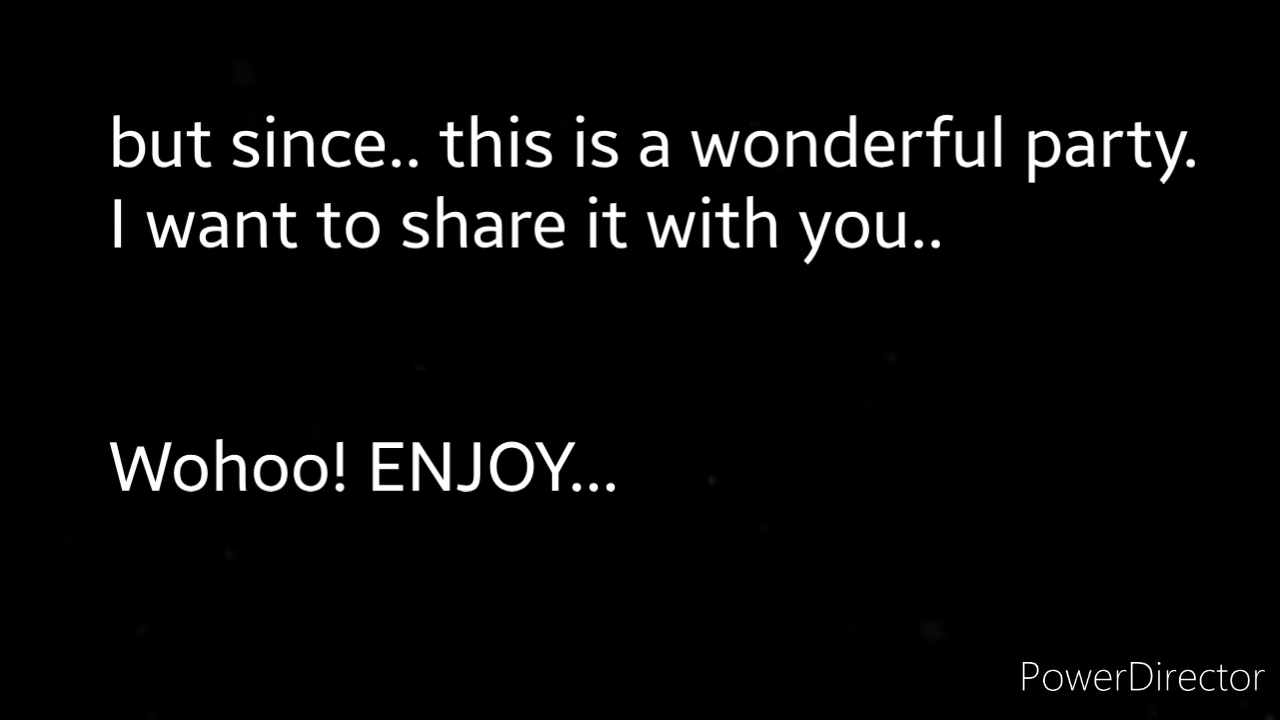 but since.. this is a wonderful party.
I want to share it with you..
Wohoo! ENJOY...
PowerDirector